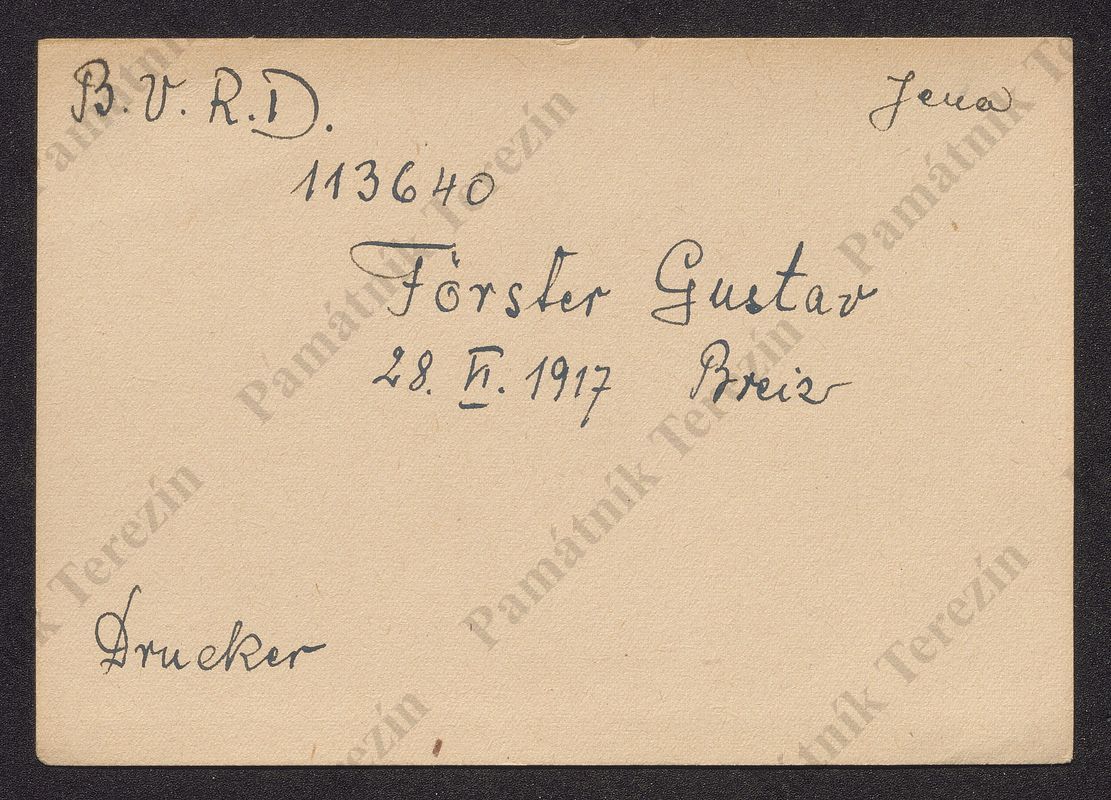 B.V.R.D. Jena
113640
Förster Gustav
28. VI. 1917 Breiz
Drucker
Památník Terezín